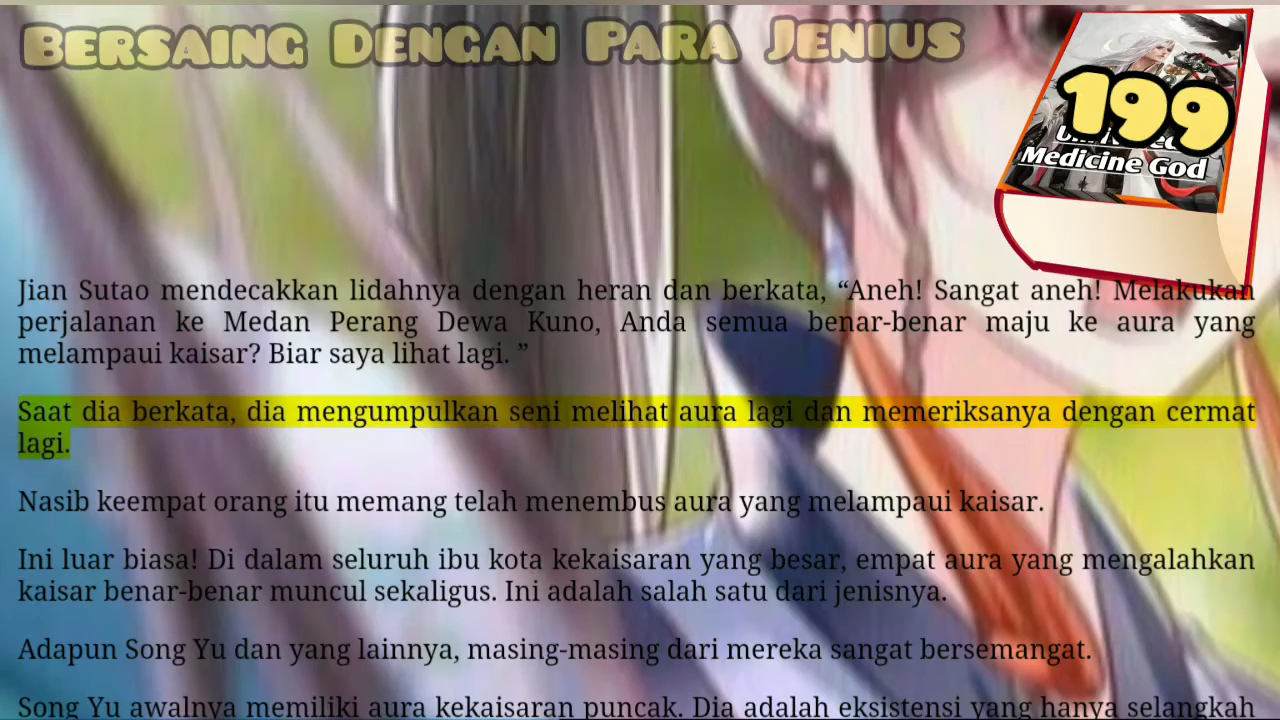 Bersaing Dengan Para Jenius
199
Medicine God
Jian Sutao mendecakkan lidahnya dengan heran dan berkata, “Aneh! Sangat aneh! Melakukan
perjalanan ke Medan Perang Dewa Kuno, Anda semua benar-benar maju ke aura yang
melampaui kaisar? Biar saya lihat lagi. ”
Saat dia berkata, dia mengumpulkan seni melihat aura lagi dan memeriksanya dengan cermat
lagi.
Nasib keempat orang itu memang telah menembus aura yang melampaui kaisar.
Ini luar biasa! Di dalam seluruh ibu kota kekaisaran yang besar, empat aura yang mengalahkan
kaisar benar-benar muncul sekaligus. Ini adalah salah satu dari jenisnya.
Adapun Song Yu dan yang lainnya, masing-masing dari mereka sangat bersemangat.
Song Yu awalnya memiliki aura kekaisaran puncak. Dia adalah eksistensi yang hanya selangkah